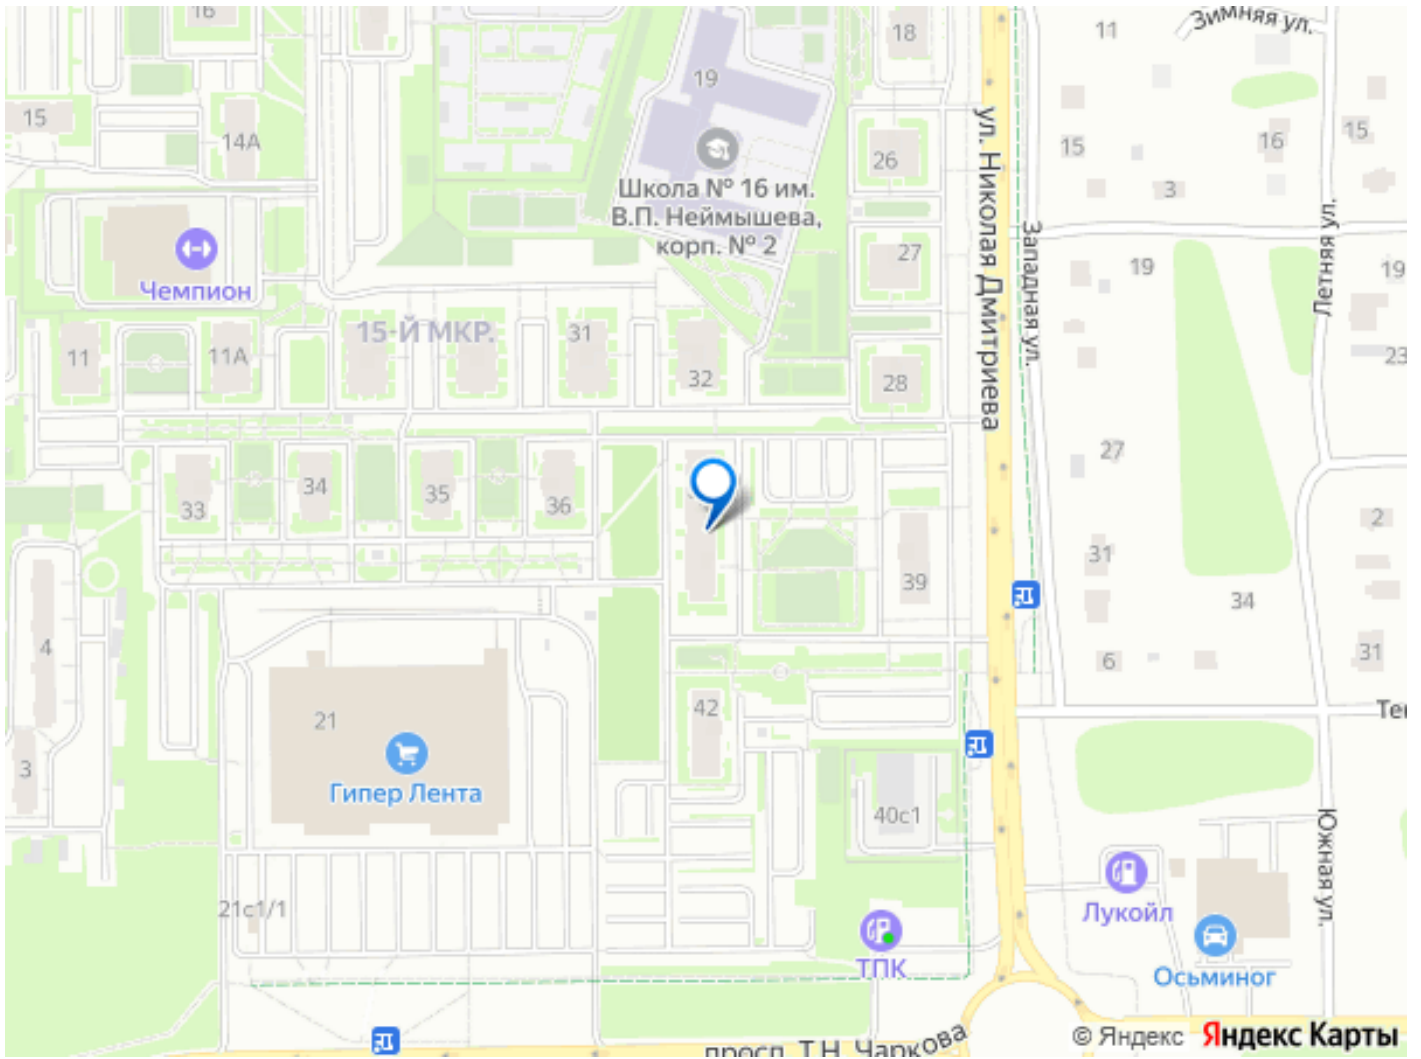 16
18
11
Зимняя ул.
19
15
14А
26
15
16
15
Школа № 16 им.
В.П. Неймышева,
корп. № 2
3
ул. Николая Дмитриева
Западная ул.
Летняя ул.
27
19
19
Чемпион
15-Й МКР.
31
11
11А
32
28
23
33
34
35
36
27
39
2
31
34
4
6
31
42
21
Гипер Лента
3
40с1
Южная ул.
21с1/1
Лукойл
ТПК
Осьминог
просп. Т.Н. Чаркова
© Яндекс Яндекс Карты